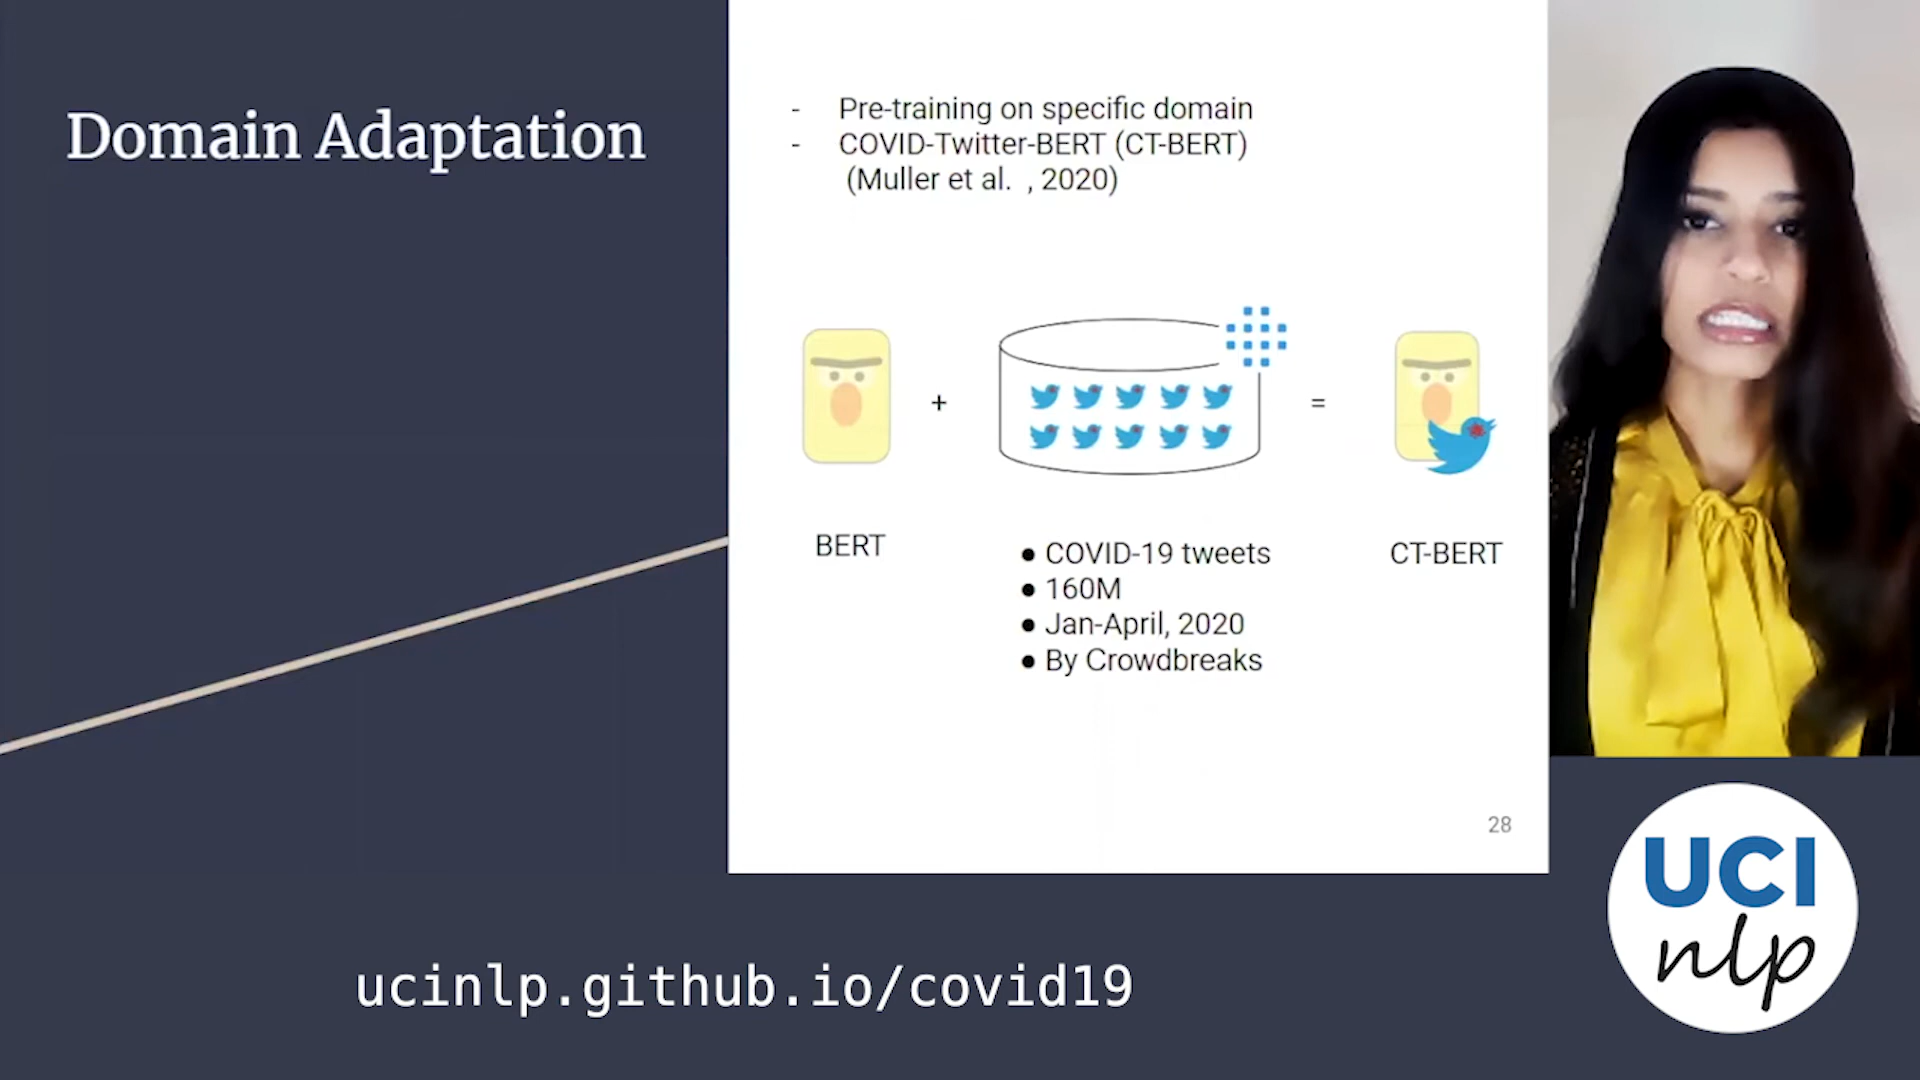 Domain Adaptation
- Pre-training on specific domain
- COVID-Twitter-BERT (CT-BERT)
(Muller et al. , 2020)
+
=
BERT
● COVID-19 tweets
● 160M
● Jan-April, 2020
● By Crowdbreaks
CT-BERT
28
UCI
nlp
ucinlp.github.io/covid19